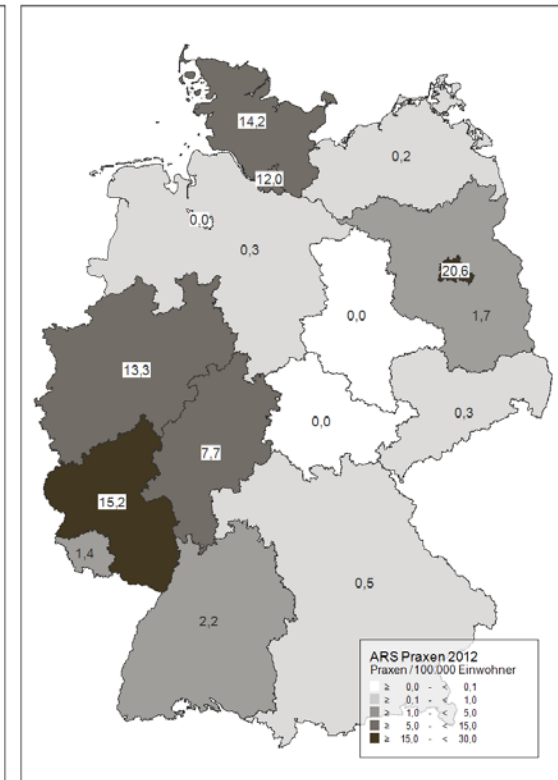 14,2
0,2
12,0
0,0
0,3
20,6
0,0
1,7
13,3
0,3
0,0
7,7
15,2
1,4
0,5
2,2
ARS Praxen 2012
Praxen /100.000 Einwohner
≥ 0,0 - < 0,1
≥ 0,1 - < 1,0
≥ 1,0 - < 5,0
≥ 5,0 - < 15,0
≥ 15,0 - < 30,0